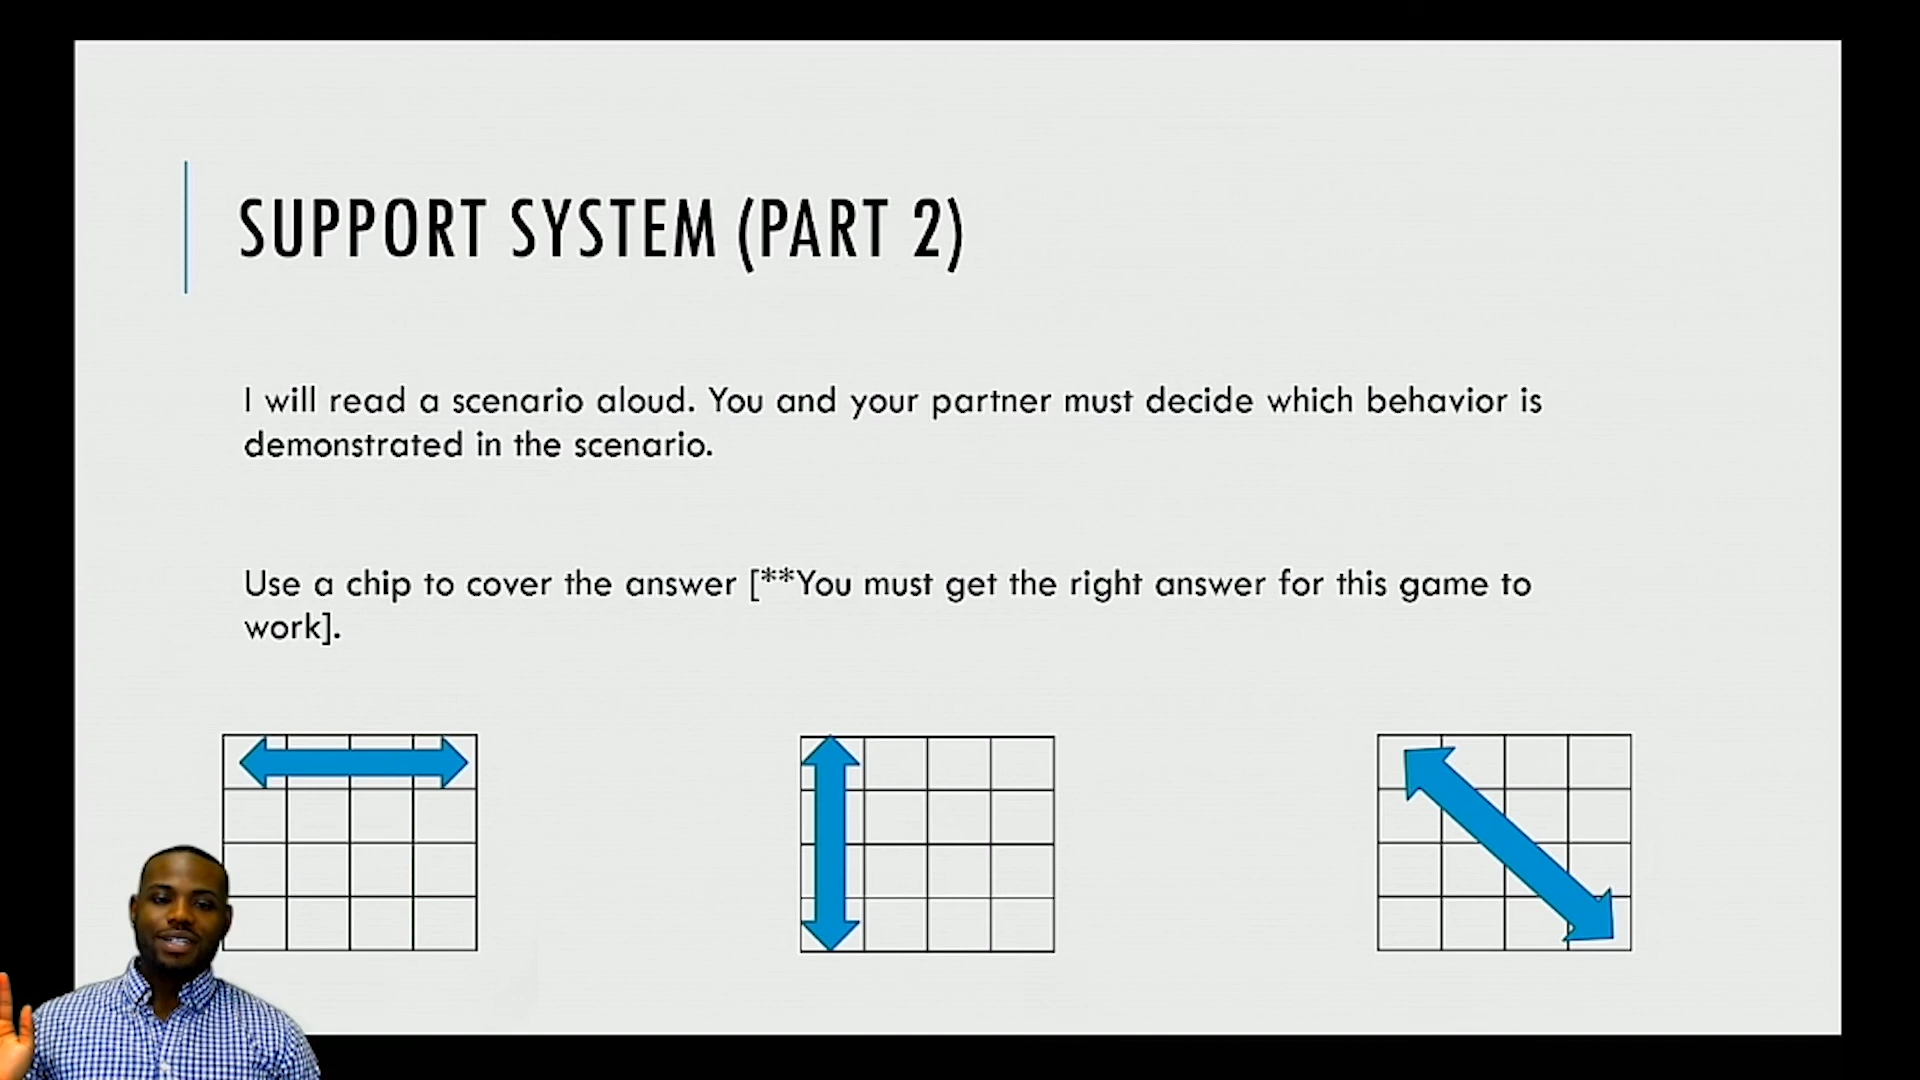 SUPPORT SYSTEM (PART 2)
I will read a scenario aloud. You and your partner must decide which behavior is
demonstrated in the scenario.
Use a chip to cover the answer [**You must get the right answer for this game to
work].